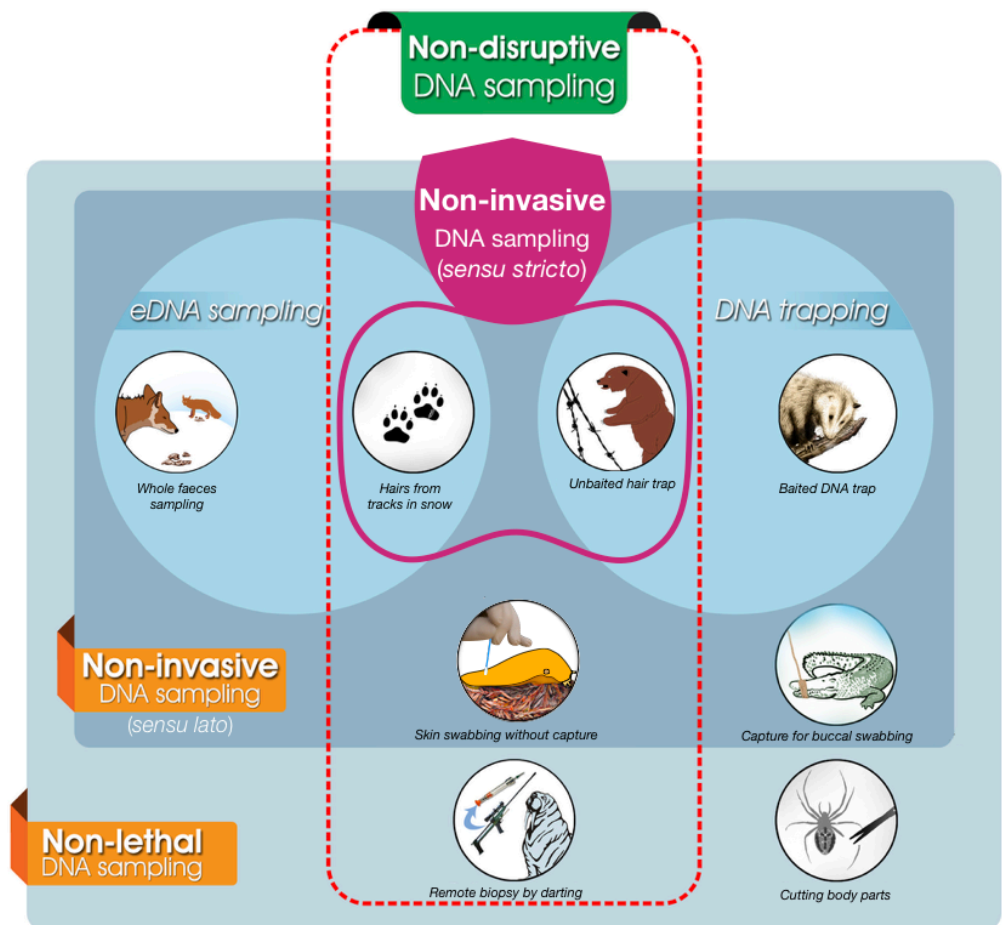 Non-disruptive
DNA sampling
Non-invasive
DNA sampling
(sensu stricto)
eDNA sampling
DNA trapping
Whole faeces
sampling
Hairs from
tracks in snow
Unbaited hair trap
Baited DNA trap
Non-invasive
DNA sampling
(sensu lato)
Skin swabbing without capture
Capture for buccal swabbing
Non-lethal
DNA sampling
Remote biopsy by darting
Cutting body parts